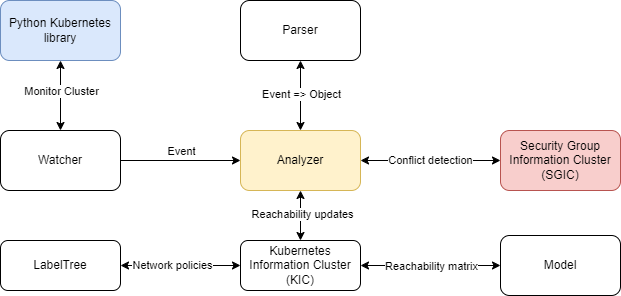 Python Kubernetes
library
Parser
Monitor Cluster
Event => Object
Watcher
Event
Analyzer
Conflict detection
Security Group
Information Cluster
(SGIC)
Reachability updates
LabelTree
Network policies
Kubernetes
Information Cluster
(KIC)
Reachability matrix
Model